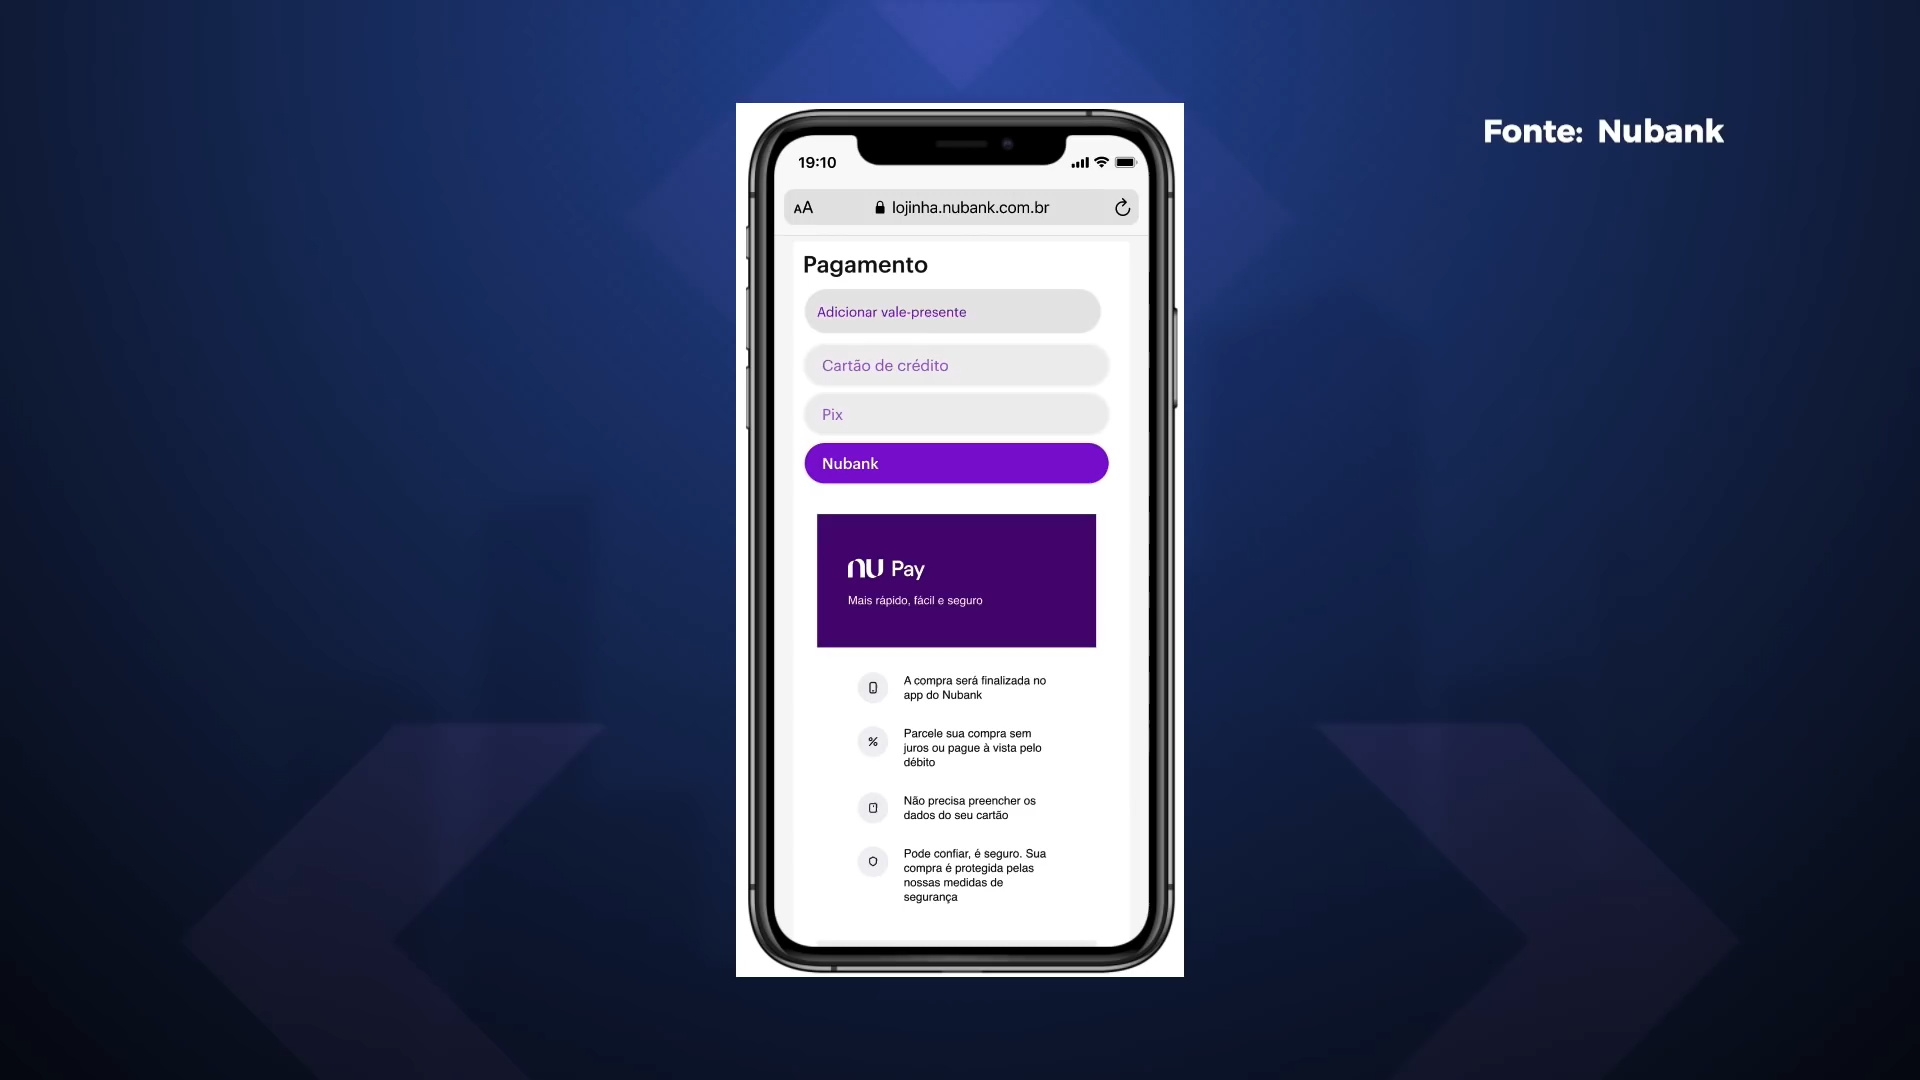 Fonte: Nubank
19:10
AA lojinha.nubank.com.br
Pagamento
Adicionar vale-presente
Cartão de crédito
Pix
Nubank
nu Pay
Mais rápido, fácil e seguro
A compra será finalizada no
app do Nubank
Parcele sua compra sem
juros ou pague à vista pelo
débito
Não precisa preencher os
dados do seu cartão
Pode confiar, é seguro. Sua
compra é protegida pelas
nossas medidas de
segurança